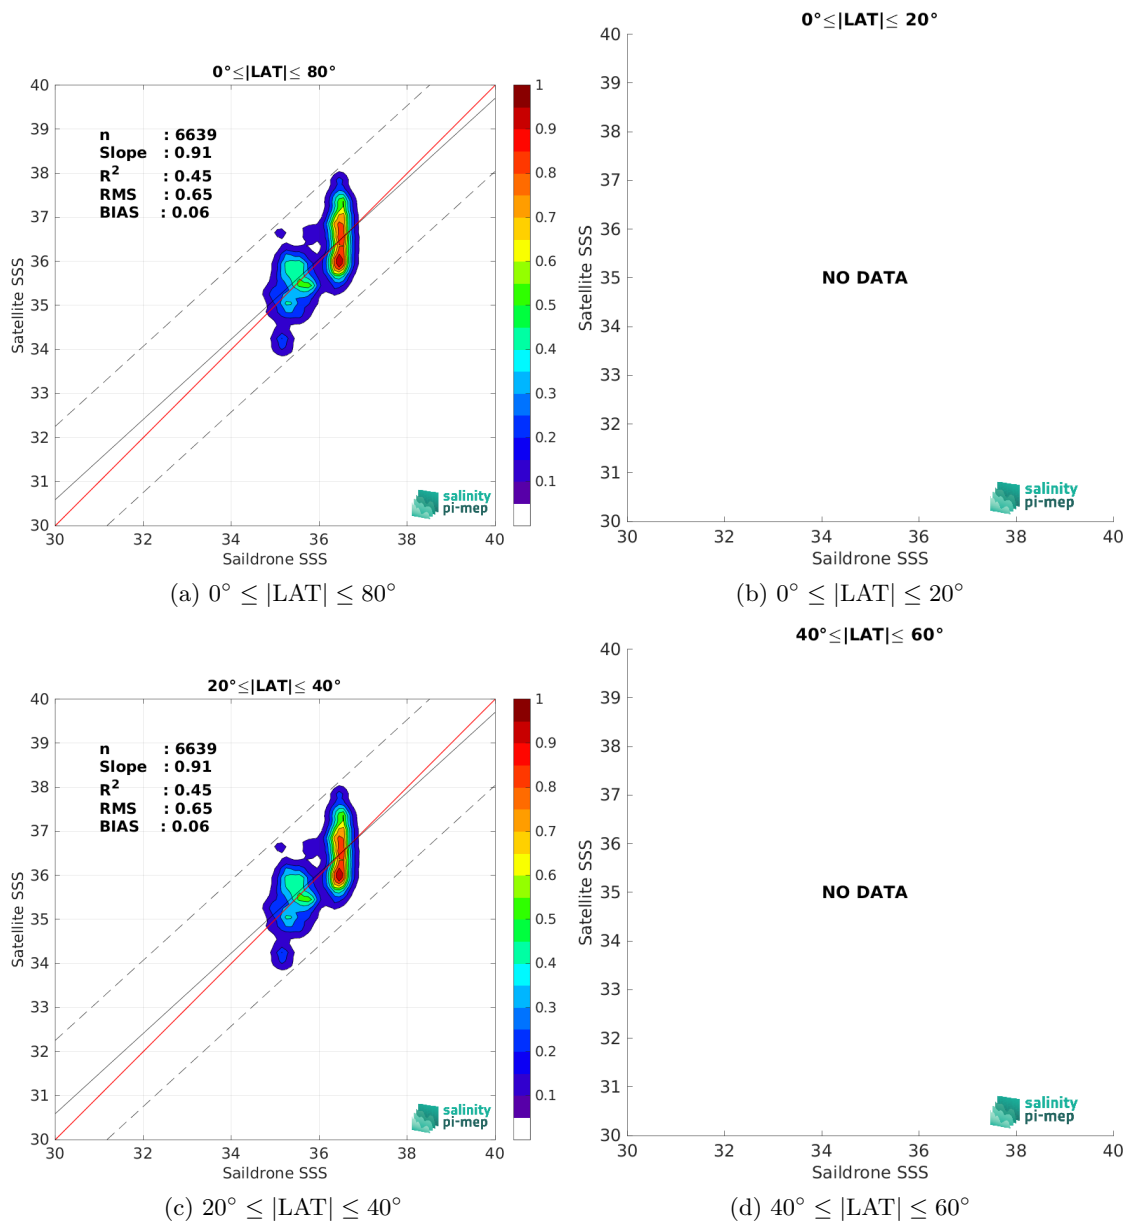 0°≤|LAT|≤ 80°
40
39
38
37
36
35
34
33
32
31
30
Satellite SSS
n : 6639
Slope : 0.91
R2 : 0.45
RMS : 0.65
BIAS : 0.06
salinity
pi-mep
30 32 34 36 38 40
Saildrone SSS
1
0.9
0.8
0.7
0.6
0.5
0.4
0.3
0.2
0.1
(a) 0° ≤ |LAT| ≤ 80°
0°≤|LAT|≤ 20°
40
39
38
37
36
35
34
33
32
31
30
Satellite SSS
NO DATA
salinity
pi-mep
30 32 34 36 38 40
Saildrone SSS
(b) 0° ≤ |LAT| ≤ 20°
20°≤|LAT|≤ 40°
40
39
38
37
36
35
34
33
32
31
30
Satellite SSS
n : 6639
Slope : 0.91
R2 : 0.45
RMS : 0.65
BIAS : 0.06
salinity
pi-mep
30 32 34 36 38 40
Saildrone SSS
1
0.9
0.8
0.7
0.6
0.5
0.4
0.3
0.2
0.1
(c) 20° ≤ |LAT| ≤ 40°
40°≤|LAT|≤ 60°
40
39
38
37
36
35
34
33
32
31
30
Satellite SSS
NO DATA
salinity
pi-mep
30 32 34 36 38 40
Saildrone SSS
(d) 40° ≤ |LAT| ≤ 60°